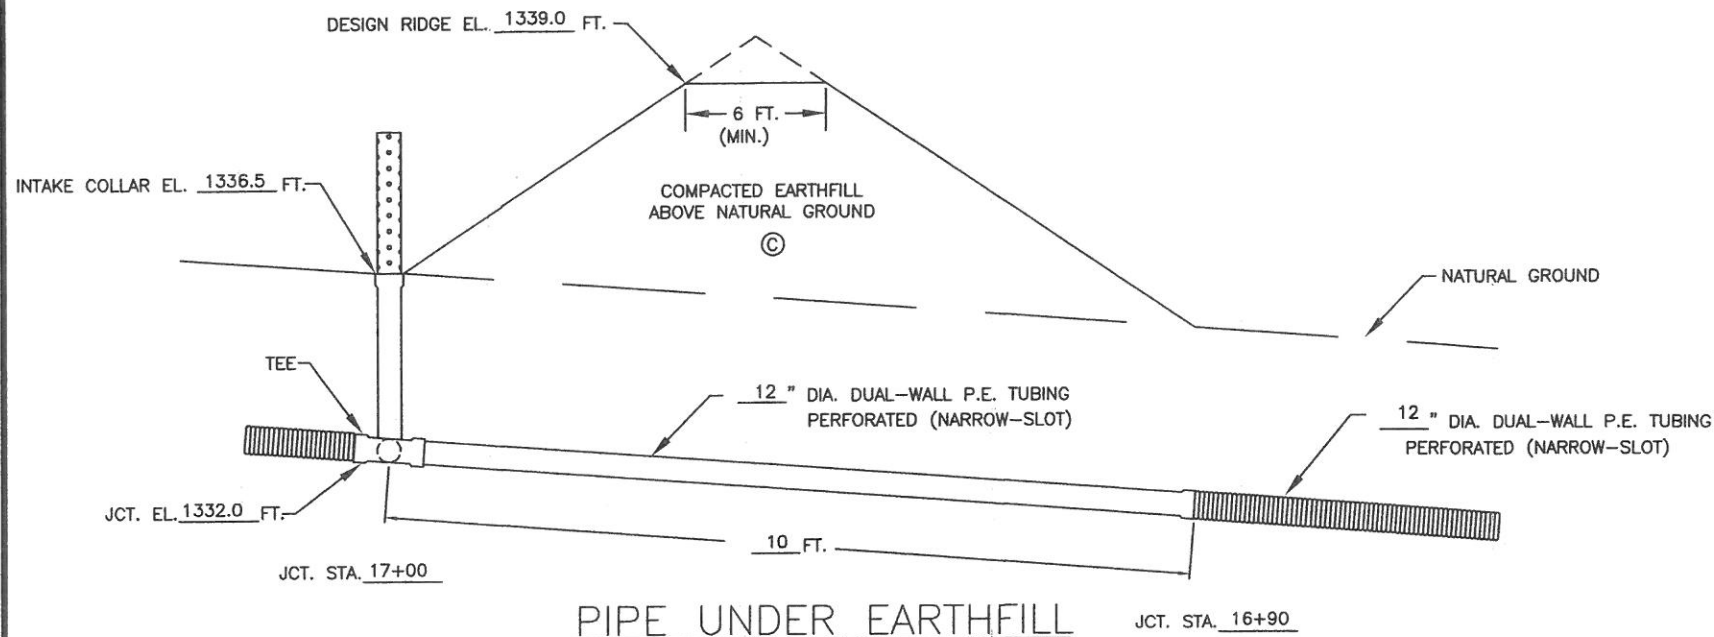 DESIGN RIDGE EL. 1339.0 FT.
6 FT.
(MIN.)
INTAKE COLLAR EL. 1336.5 FT.
COMPACTED EARTHFILL
ABOVE NATURAL GROUND
Ⓒ
NATURAL GROUND
TEE
12 " DIA. DUAL-WALL P.E. TUBING
PERFORATED (NARROW-SLOT)
12 " DIA. DUAL-WALL P.E. TUBING
PERFORATED (NARROW-SLOT)
JCT. EL. 1332.0 FT.
10 FT.
JCT. STA. 17+00
PIPE UNDER EARTHFILL
JCT. STA. 16+90